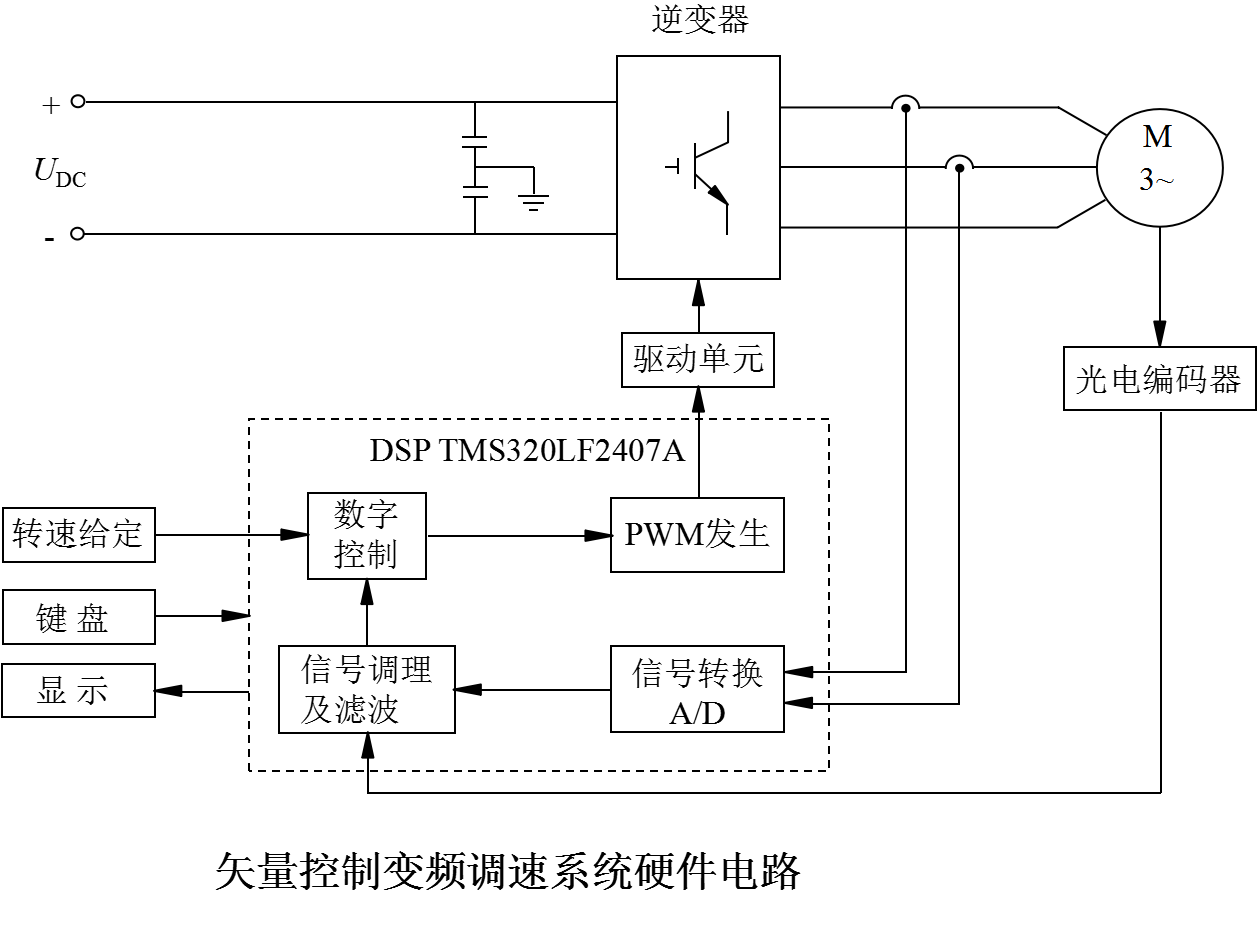 逆变器
+
U_DC
-
M
3~
驱动单元
光电编码器
DSP TMS320LF2407A
转速给定
数字
控制
PWM发生
键 盘
显 示
信号调理
及滤波
信号转换
A/D
矢量控制变频调速系统硬件电路